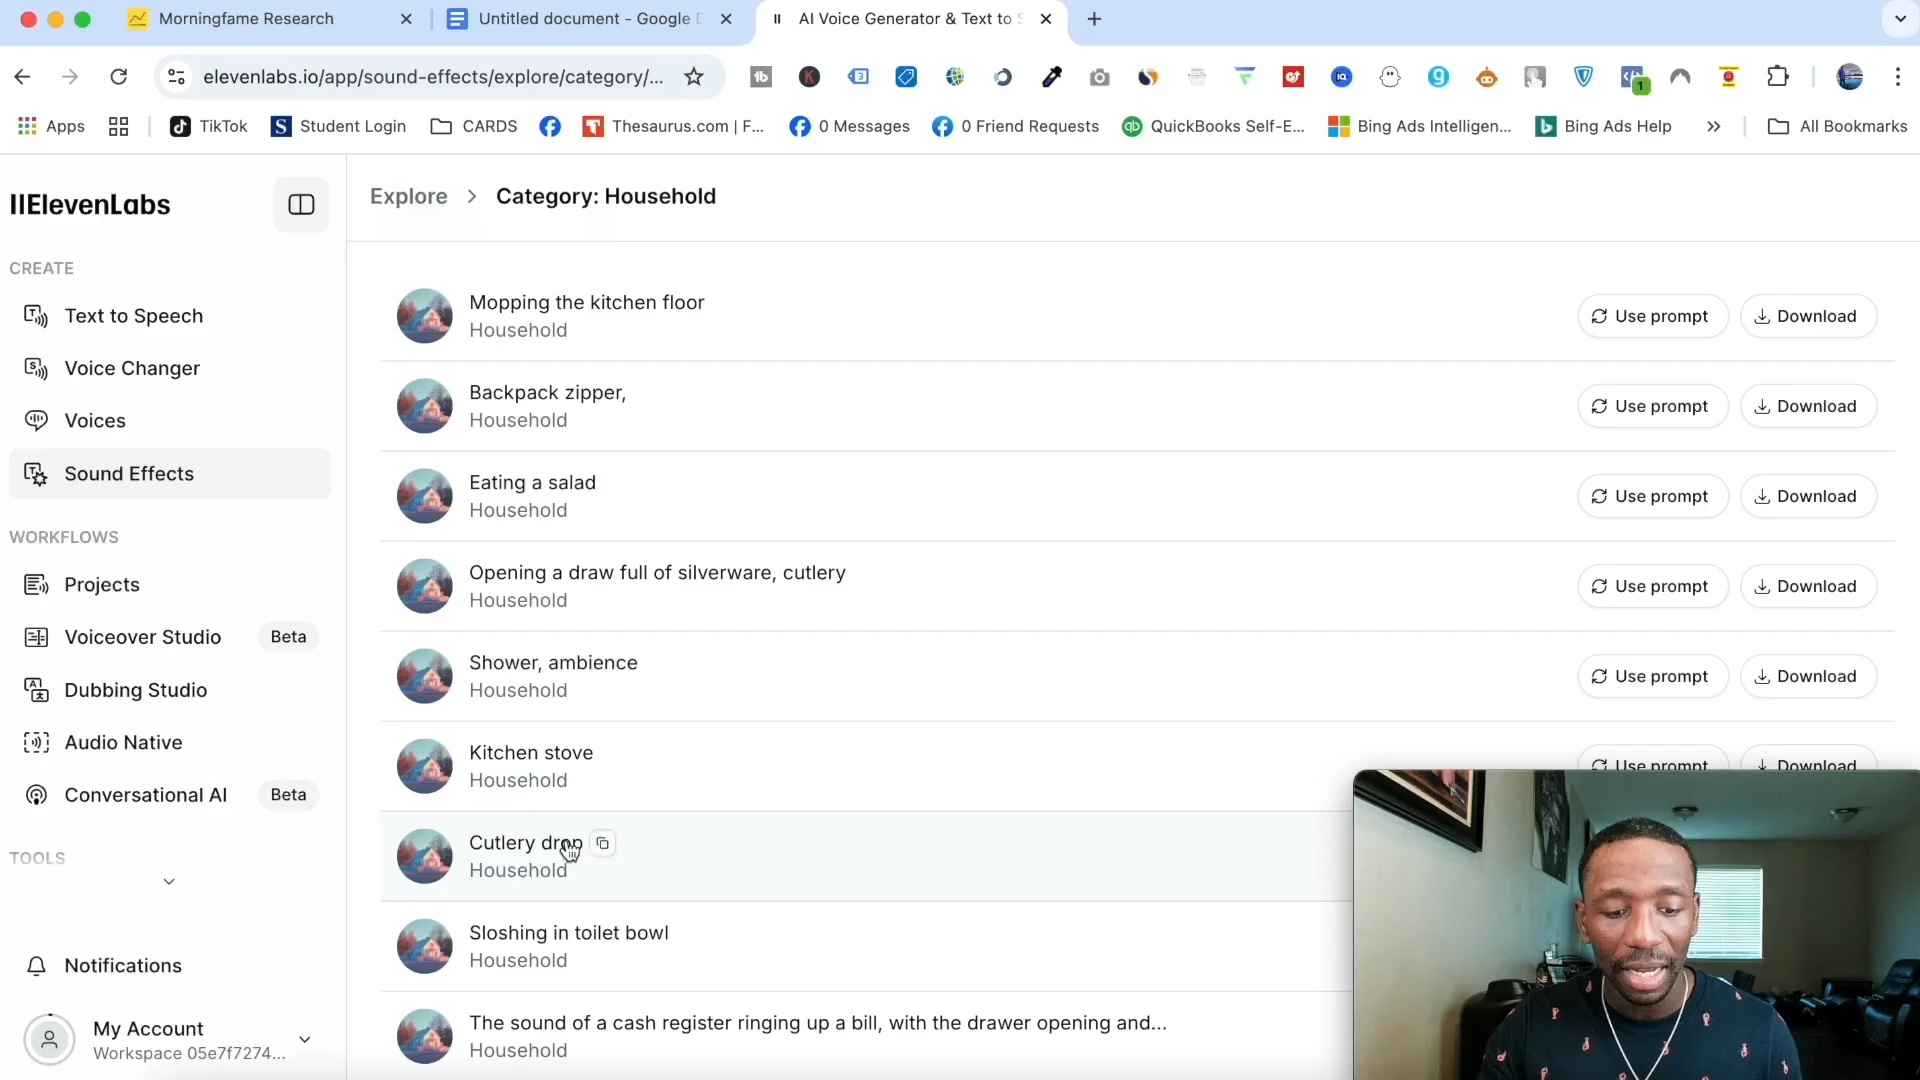 Morningfame Research
Untitled document - Google D
AI Voice Generator & Text to S
elevenlabs.io/app/sound-effects/explore/category/...
1
Apps
TikTok
Student Login
CARDS
Thesaurus.com | F...
0 Messages
0 Friend Requests
QuickBooks Self-E...
Bing Ads Intelligen...
Bing Ads Help
All Bookmarks
IIElevenLabs
Explore > Category: Household
CREATE
Text to Speech
Voice Changer
Voices
Sound Effects
WORKFLOWS
Projects
Voiceover Studio Beta
Dubbing Studio
Audio Native
Conversational AI Beta
TOOLS
Notifications
My Account
Workspace 05e7f7274...
Mopping the kitchen floor
Household
Use prompt Download
Backpack zipper,
Household
Use prompt Download
Eating a salad
Household
Use prompt Download
Opening a draw full of silverware, cutlery
Household
Use prompt Download
Shower, ambience
Household
Use prompt Download
Kitchen stove
Household
Use prompt Download
Cutlery drop
Household
Sloshing in toilet bowl
Household
The sound of a cash register ringing up a bill, with the drawer opening and...
Household